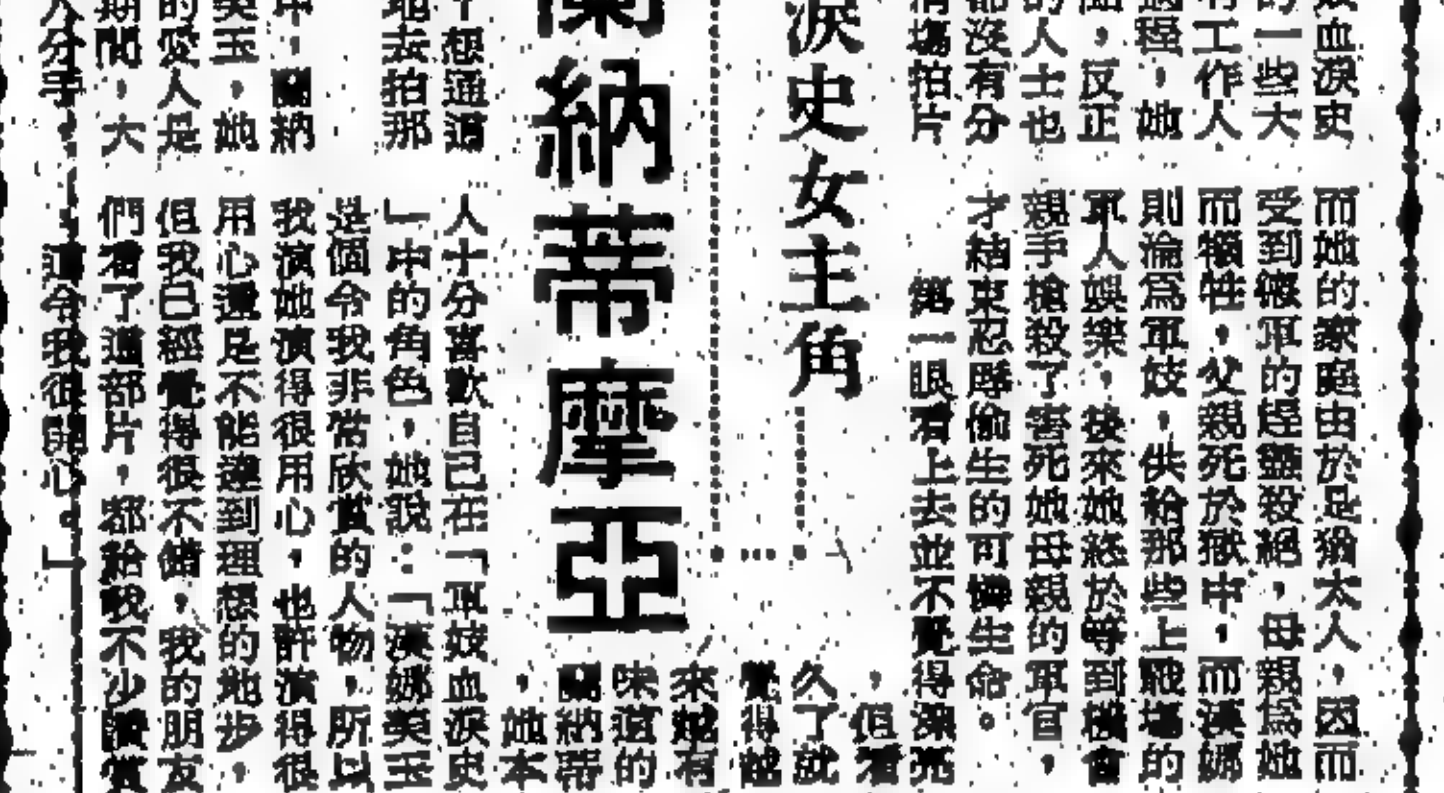 妓血淚史
的一些大
有工作人
過程，她
點，反正
的人士也
都沒有分
清場拍片
而她的家庭由於是猶太人，因而
受到德軍的屠殺絕，母親為她
而犧牲，父親死於獄中，而漢娜
則淪為軍妓，供給那些上戰場的
軍人娛樂，後來她終於等到機會
親手槍殺了害死她母親的軍官，
才結束忍辱偷生的可憐生命。
第一眼看上去並不覺得漂亮
，但看
久了就
覺得越
來越有
味道的
蘭納蒂
，她本
淚史女主角
蘭納蒂摩亞
十想通過
地去拍那
中，蘭納
美玉，她
的愛人是
期間，大
人分手，
人十分喜歡自己在「軍妓血淚史
」中的角色，她說：「漢娜美玉
是個令我非常欣賞的人物，所以
我演她演得很用心，也許演得很
用心還是不能達到理想的地步，
但我已經覺得很不錯，我的朋友
們看了這部片，都給我不少讚賞
，這令我很開心。」